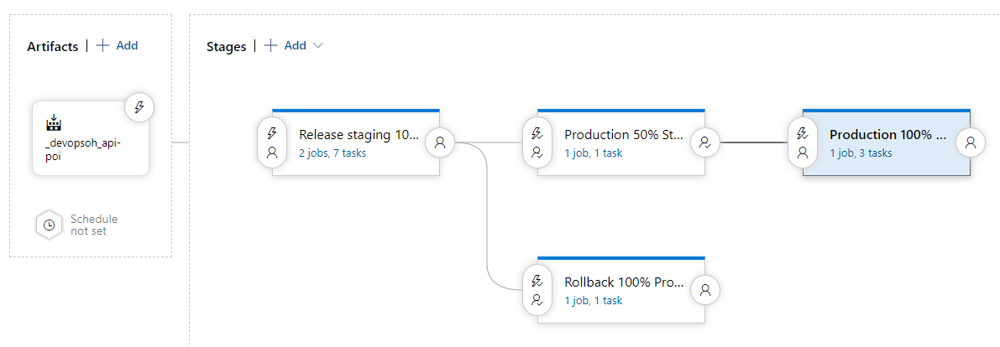 Artifacts | + Add
_devopsoh_api-
poi
Schedule
not set
Stages | + Add
Release staging 10...
2 jobs, 7 tasks
Production 50% St...
1 job, 1 task
Production 100% ...
1 job, 3 tasks
Rollback 100% Pro...
1 job, 1 task